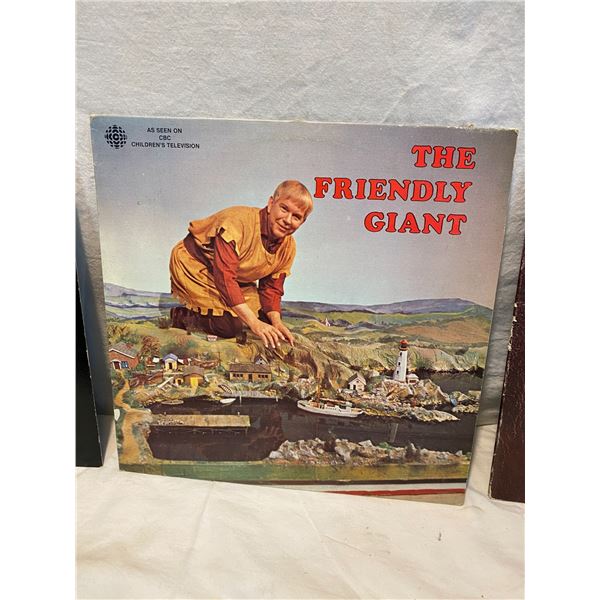 AS SEEN ON
CBC
CHILDREN'S TELEVISION
THE
FRIENDLY
GIANT